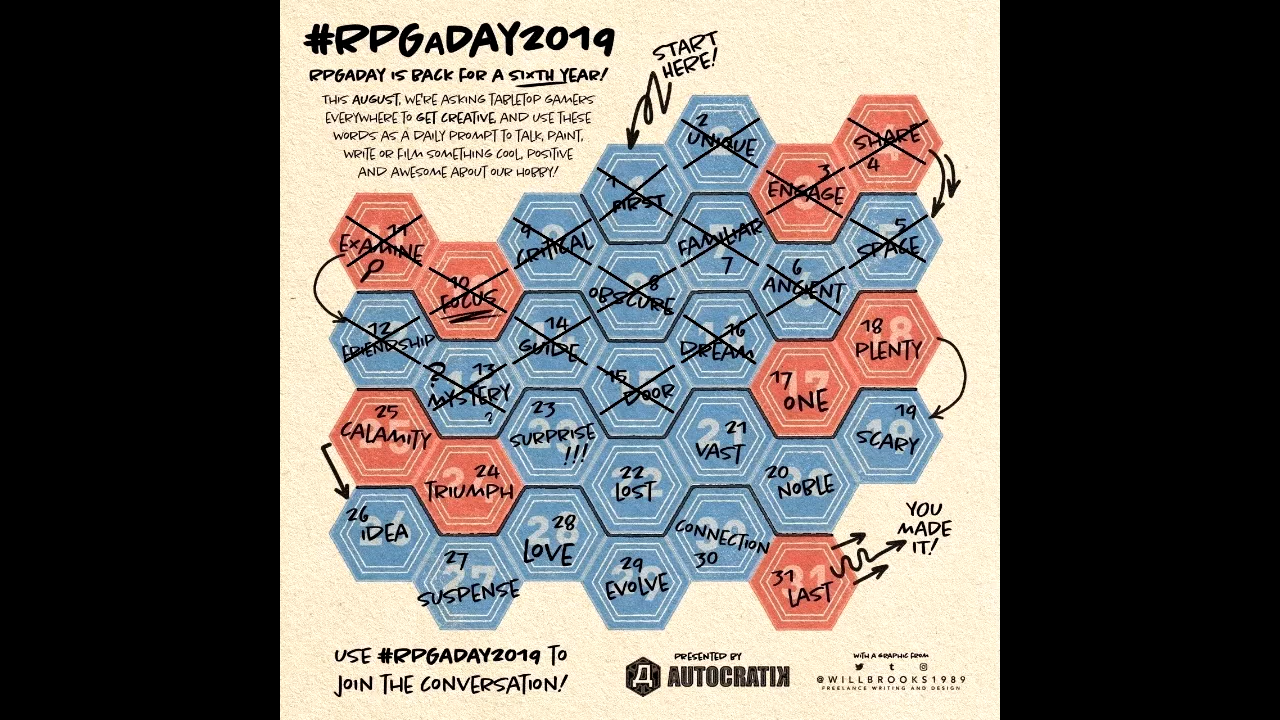 #RPGaDAY2019
RPGADAY IS BACK FOR A SIXTH YEAR!
THIS AUGUST, WE'RE ASKING TABLETOP GAMERS
EVERYWHERE TO GET CREATIVE, AND USE THESE
WORDS AS A DAILY PROMPT TO TALK, PAINT,
WRITE OR FILM SOMETHING COOL, POSITIVE
AND AWESOME ABOUT OUR HOBBY!
START
HERE!
1
FIRST
2
UNIQUE
3
ENGAGE
SHARE
4
5
SPACE
6
ANCIENT
FAMILIAR
7
8
OBSCURE
9
CRITICAL
10
FOCUS
11
EXAMINE
12
FRIENDSHIP
? 13
MYSTERY
?
14
GUIDE
15
DOOR
16
DREAM
17
ONE
18
PLENTY
19
SCARY
20
NOBLE
21
VAST
22
LOST
23
SURPRISE
!!!
24
TRIUMPH
25
CALAMITY
26
IDEA
27
SUSPENSE
28
LOVE
29
EVOLVE
CONNECTION
30
31
LAST
YOU
MADE
IT!
USE #RPGADAY2019 TO
JOIN THE CONVERSATION!
PRESENTED BY
AUTOCRATIK
WITH A GRAPHIC FROM
@WILLBROOKS1989
FREELANCE WRITING AND DESIGN